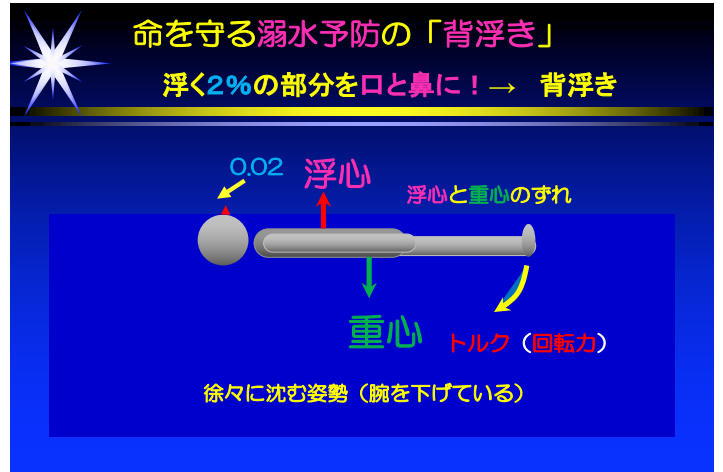 命を守る溺水予防の「背浮き」
浮く2%の部分を口と鼻に!→ 背浮き
0.02
浮心
浮心と重心のずれ
重心
トルク(回転力)
徐々に沈む姿勢(腕を下げている)